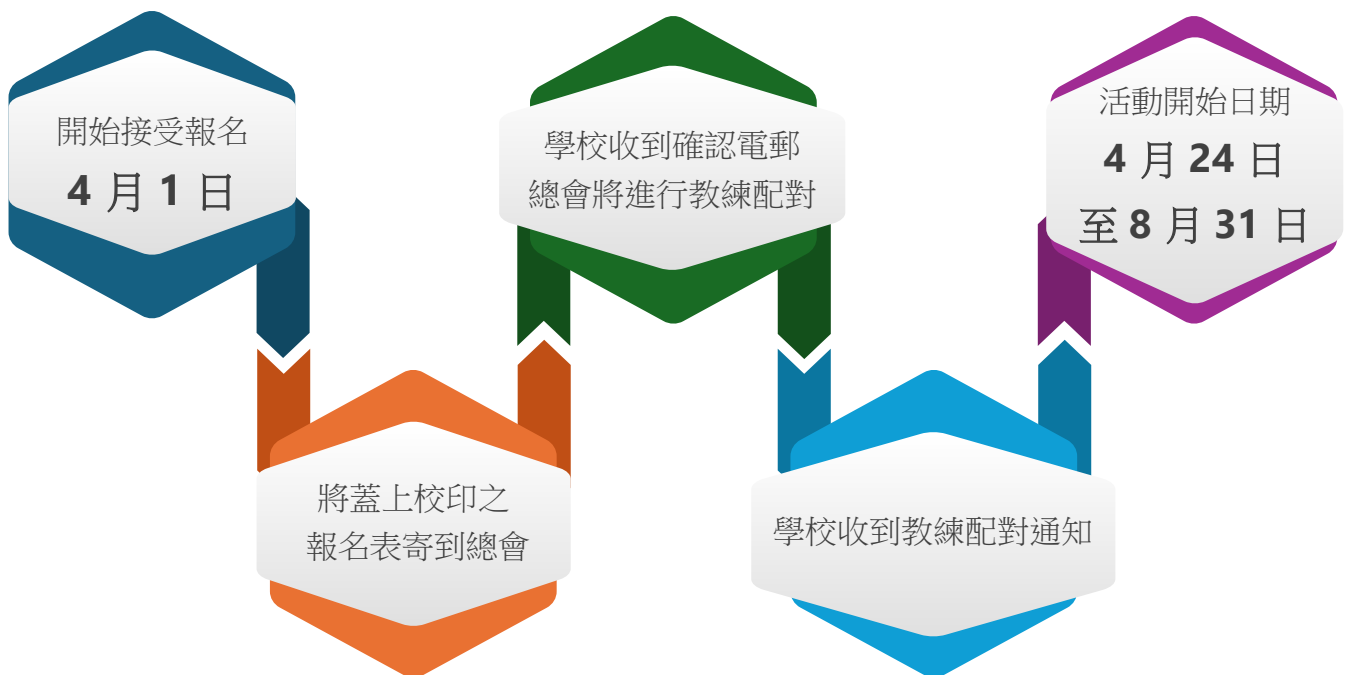 開始接受報名
4 月 1 日
將蓋上校印之
報名表寄到總會
學校收到確認電郵
總會將進行教練配對
學校收到教練配對通知
活動開始日期
4 月 24 日
至 8 月 31 日